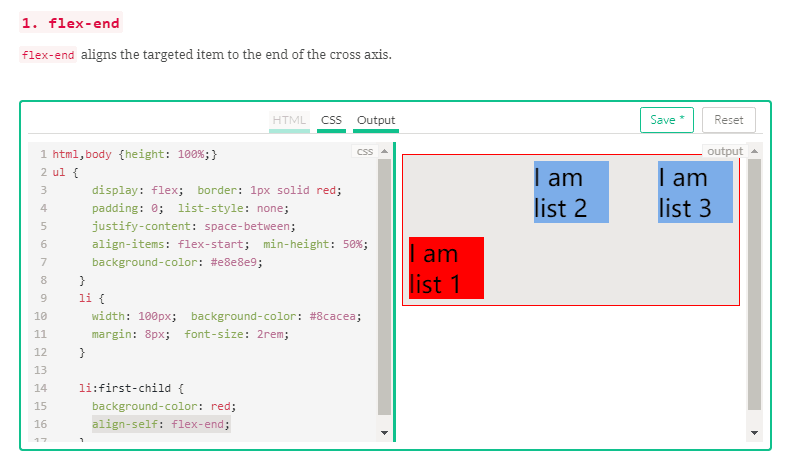 1. flex-end
flex-end aligns the targeted item to the end of the cross axis.
HTML CSS Output Save * Reset
css
1 html,body {height: 100%;}
2 ul {
3 display: flex; border: 1px solid red;
4 padding: 0; list-style: none;
5 justify-content: space-between;
6 align-items: flex-start; min-height: 50%;
7 background-color: #e8e8e9;
8 }
9 li {
10 width: 100px; background-color: #8cacea;
11 margin: 8px; font-size: 2rem;
12 }
13
14 li:first-child {
15 background-color: red;
16 align-self: flex-end;
17 }
output
I am
list 2
I am
list 3
I am
list 1